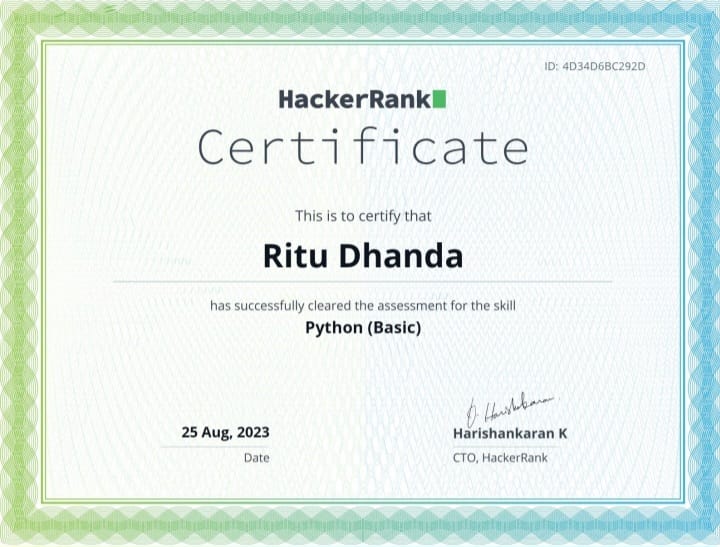 ID: 4D34D6BC292D
HackerRank
Certificate
This is to certify that
Ritu Dhanda
has successfully cleared the assessment for the skill
Python (Basic)
25 Aug, 2023
Date
H. Harishankaran
Harishankaran K
CTO, HackerRank